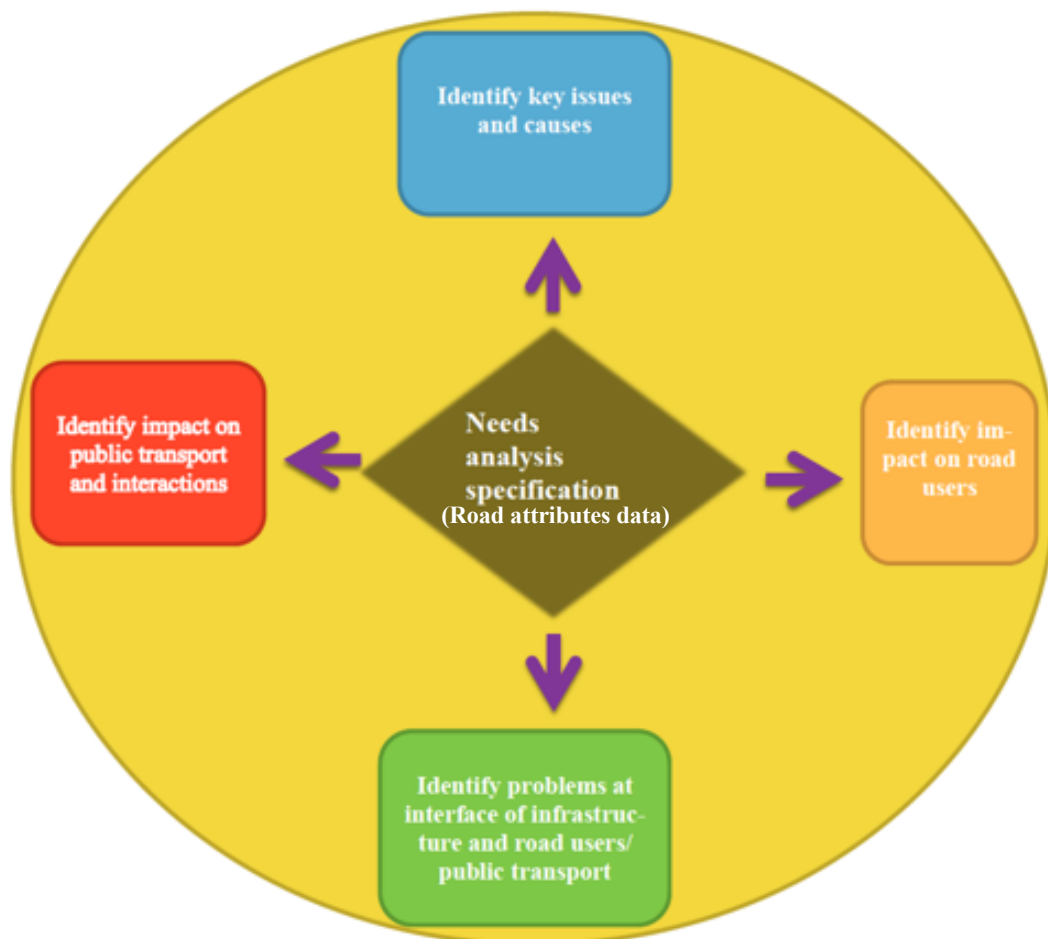 Identify key issues
and causes
Identify impact on
public transport
and interactions
Needs
analysis
specification
(Road attributes data)
Identify im-
pact on road
users
Identify problems at
interface of infrastruc-
ture and road users/
public transport